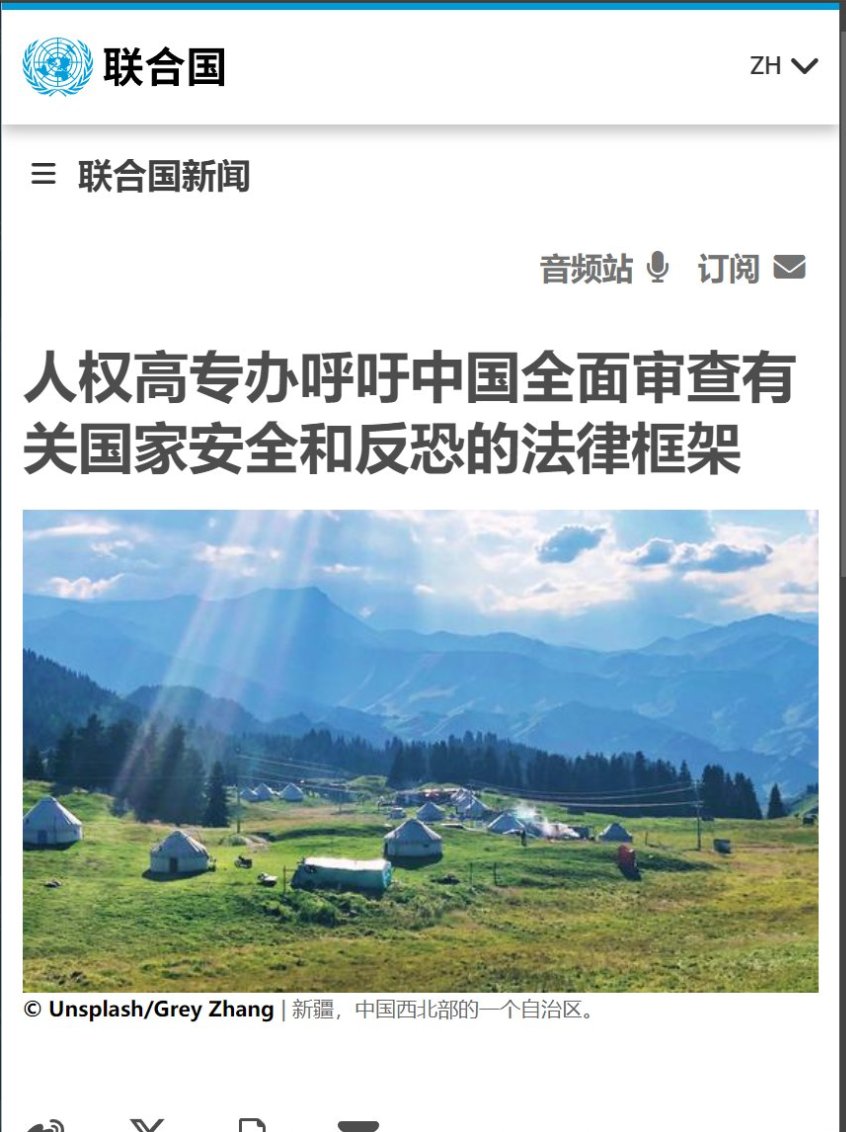 联合国
ZH
联合国新闻
音频站 订阅
人权高专办呼吁中国全面审查有
关国家安全和反恐的法律框架
© Unsplash/Grey Zhang | 新疆，中国西北部的一个自治区。